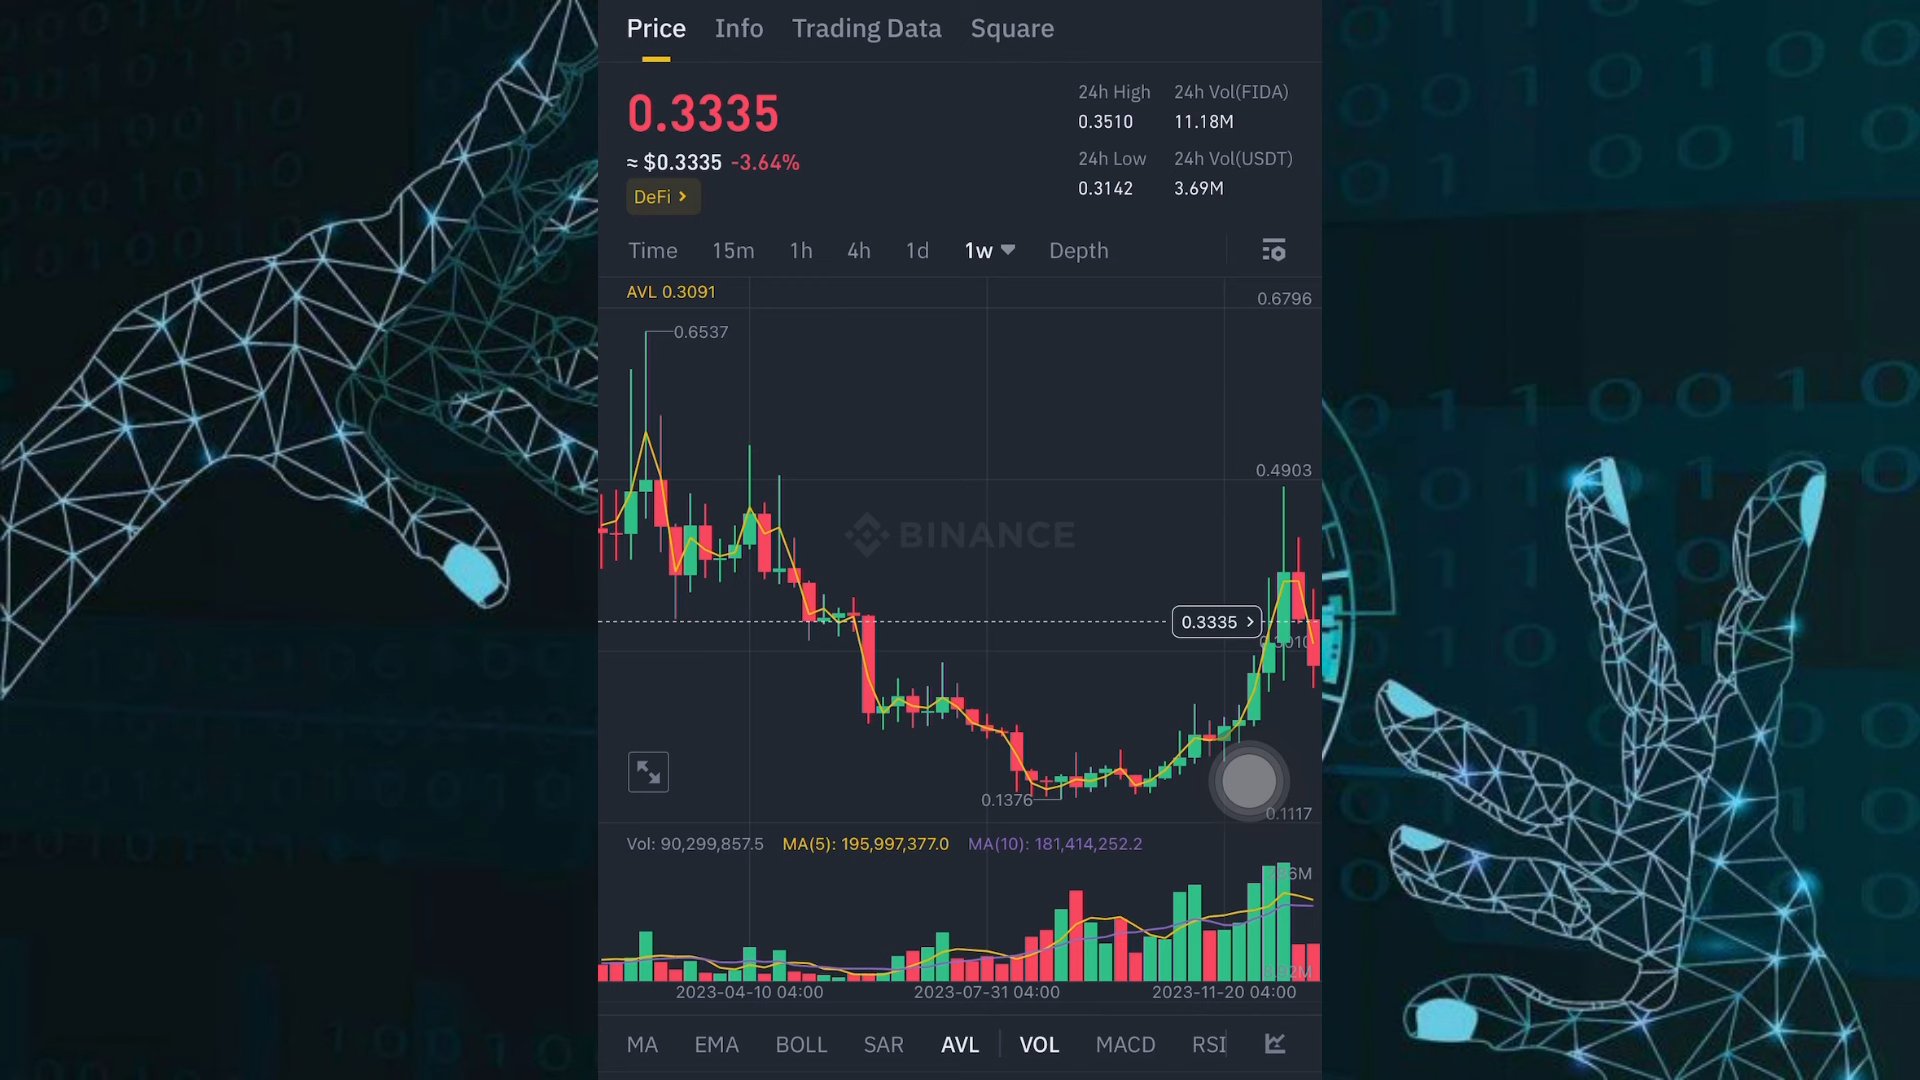 Price Info Trading Data Square
0.3335
≈ $0.3335 -3.64%
DeFi >
24h High 24h Vol(FIDA)
0.3510 11.18M
24h Low 24h Vol(USDT)
0.3142 3.69M
Time 15m 1h 4h 1d 1w Depth
AVL 0.3091
0.6796
0.6537
0.4903
BINANCE
0.3335 >
0.3010
0.1376
0.1117
Vol: 90,299,857.5 MA(5): 195,997,377.0 MA(10): 181,414,252.2
2023-04-10 04:00 2023-07-31 04:00 2023-11-20 04:00
MA EMA BOLL SAR AVL VOL MACD RSI